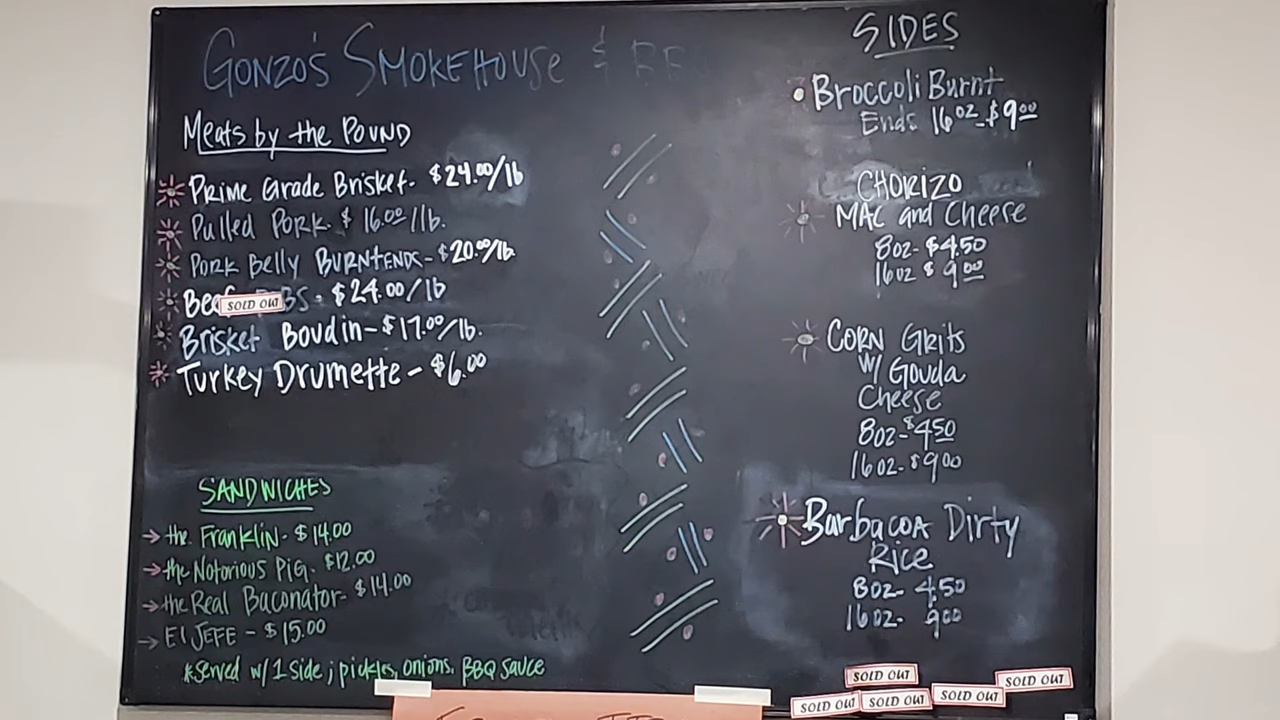 GONZO'S SMOKEHOUSE & BBQ
Meats by the POUND
PRIME GRADE BRISKET- $24.00/lb
Pulled PORK- $16.00/lb.
PORK Belly BURNT ENDS- $20.00/lb.
Beef SOLD OUT BS- $24.00/lb
Brisket Boudin- $17.00/lb.
Turkey Drumette- $6.00
SANDWICHES
the Franklin- $14.00
the Notorious PiG- $12.00
the Real Baconator- $14.00
El JEFE- $15.00
*Served w/ 1 side; pickles, onions, BBQ sauce
SIDES
Broccoli Burnt
Ends 16oz- $9.00
CHORIZO
MAC and Cheese
8oz- $4.50
16oz $9.00
CORN Grits
w/ Gouda
Cheese
8oz- $4.50
16oz- $9.00
Barbacoa Dirty
Rice
8oz- 4.50
16oz- 9.00
SOLD OUT
SOLD OUT
SOLD OUT
SOLD OUT
SOLD OUT